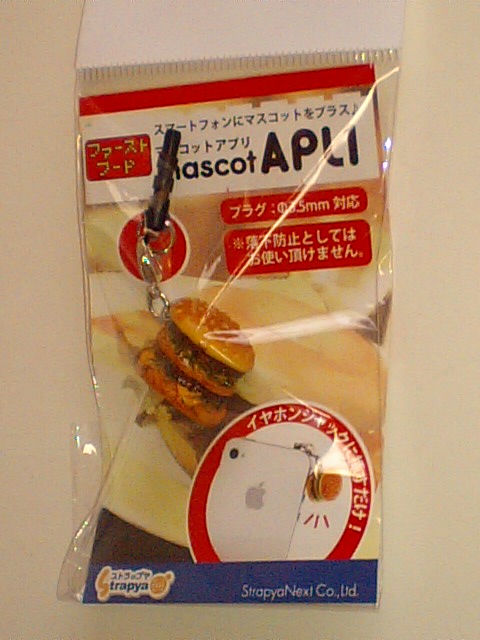 スマートフォンにマスコットをプラス♪
ファースト
フード
コットアプリ
ascot APLI
プラグ：Φ3.5mm 対応
※落下防止としては
お使い頂けません。
イヤホンジャックに挿すだけ！
ストラップヤ
Strapya
StrapyaNext Co.,Ltd.